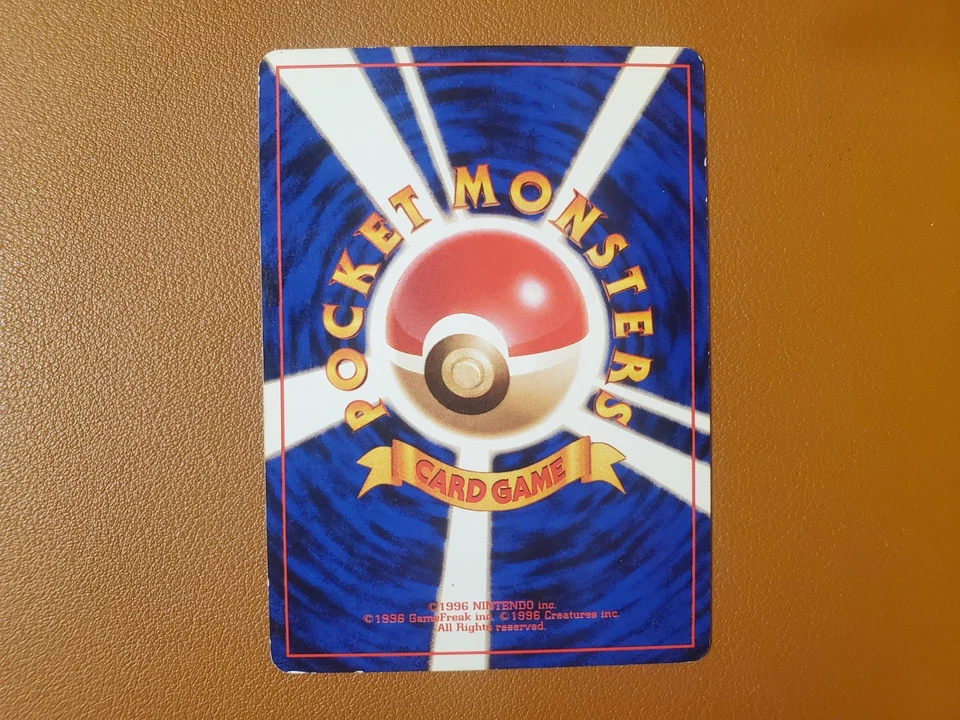 POCKET MONSTERS
CARD GAME
©1996 NINTENDO inc.
©1996 GameFreak inc. ©1996 Creatures inc.
All Rights reserved.